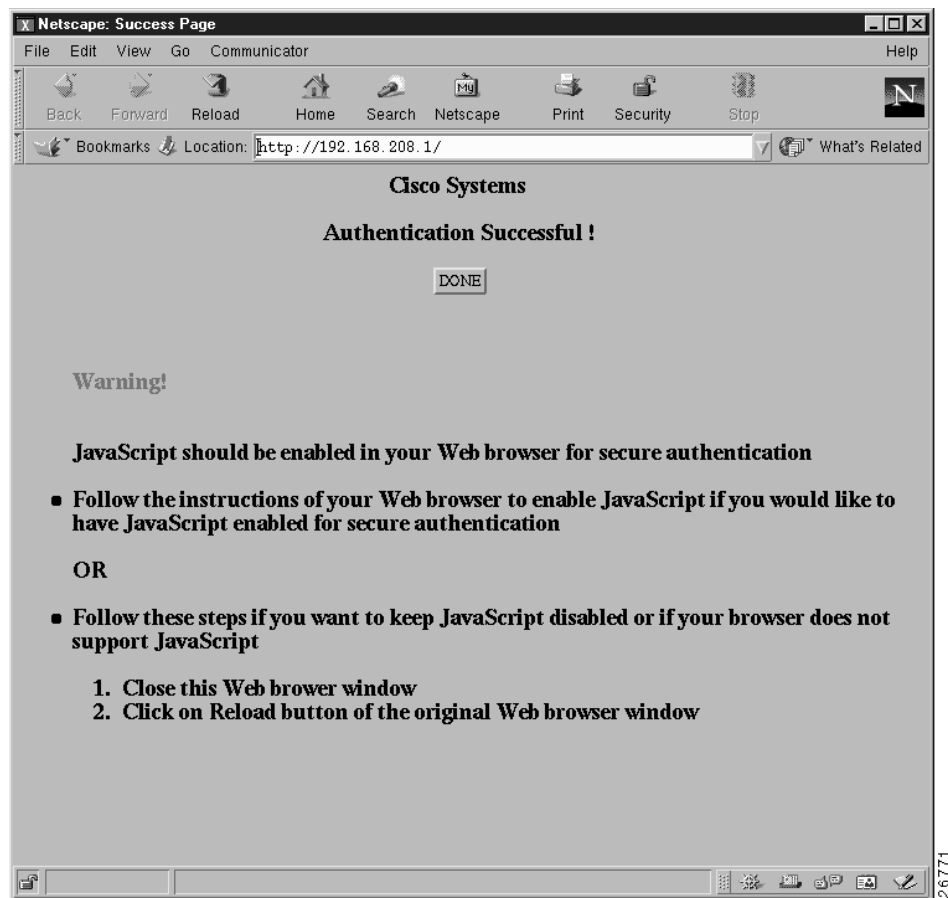 X Netscape: Success Page
File Edit View Go Communicator Help
Back Forward Reload Home Search Netscape Print Security Stop
My
N
Bookmarks Location: http://192.168.208.1/ What's Related
Cisco Systems
Authentication Successful !
DONE
Warning!
JavaScript should be enabled in your Web browser for secure authentication
Follow the instructions of your Web browser to enable JavaScript if you would like to
have JavaScript enabled for secure authentication
OR
Follow these steps if you want to keep JavaScript disabled or if your browser does not
support JavaScript
1. Close this Web brower window
2. Click on Reload button of the original Web browser window
26771